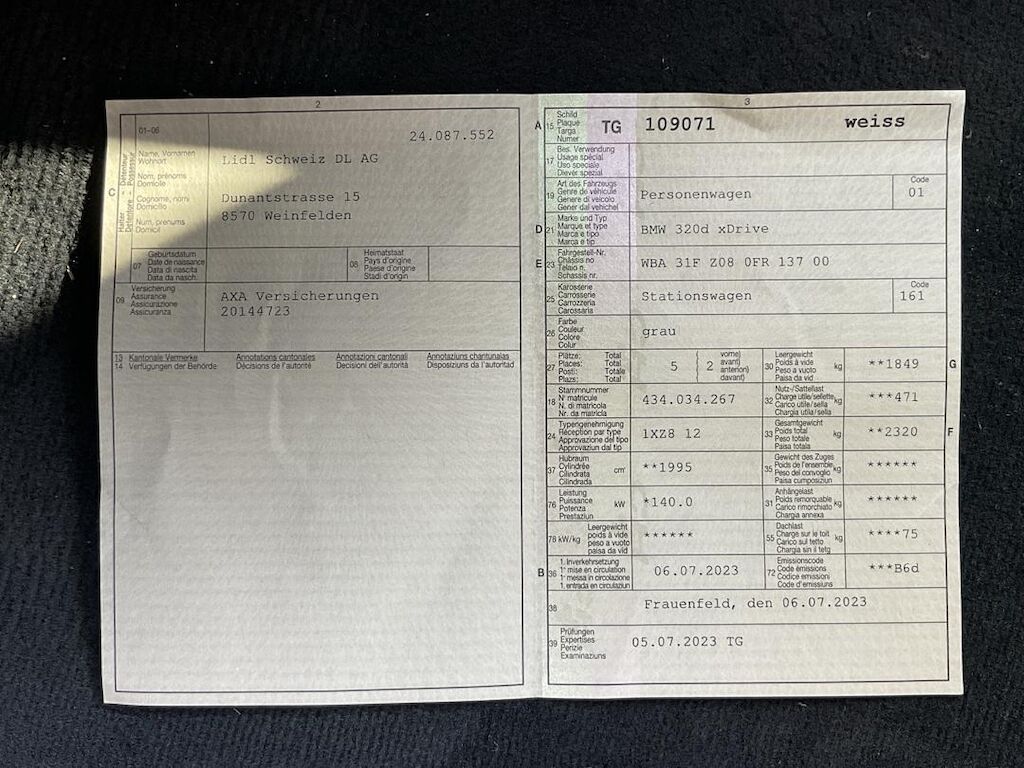 2
01-06
24.087.552
C
Halter
Détenteur
Detentore
Possessur
Name, Vornamen
Wohnort
Nom, prénoms
Domicile
Cognome, nomi
Domicilio
Num, prenums
Domicil
Lidl Schweiz DL AG
Dunantstrasse 15
8570 Weinfelden
07
Geburtsdatum
Date de naissance
Data di nascita
Data da nasch.
08
Heimatstaat
Pays d'origine
Paese d'origine
Stadi d'origin
09
Versicherung
Assurance
Assicurazione
Assicuranza
AXA Versicherungen
20144723
13 Kantonale Vermerke Annotations cantonales Annotazioni cantonali Annotaziuns chantunalas
14 Verfügungen der Behörde Décisions de l'autorité Decisioni dell'autorità Disposiziuns da l'autoritad
3
A 15
Schild
Plaque
Targa
Numer
TG 109071 weiss
17
Bes. Verwendung
Usage spécial
Uso speciale
Diever spezial
19
Art des Fahrzeugs
Genre de véhicule
Genere di veicolo
Gener dal vehichel
Personenwagen
Code
01
D 21
Marke und Typ
Marque et type
Marca e tipo
Marca e tip
BMW 320d xDrive
E 23
Fahrgestell-Nr.
Châssis no
Telaio n.
Schassis nr.
WBA 31F Z08 0FR 137 00
25
Karosserie
Carrosserie
Carrozzeria
Carossaria
Stationswagen
Code
161
26
Farbe
Couleur
Colore
Colur
grau
27
Plätze: Total
Places: Total
Posti: Totale
Plazs: Total
5 2
vorne)
avant)
anteriori)
davant)
30
Leergewicht
Poids à vide
Peso a vuoto
Paisa da vid
kg
**1849
G
18
Stammnummer
N° matricule
N. di matricola
Nr. da matricla
434.034.267
32
Nutz-/Sattellast
Charge utile/sellette
Carico utile/sella
Chargia utila/sella
kg
***471
24
Typengenehmigung
Réception par type
Approvazione del tipo
Approvaziun dal tip
1XZ8 12
33
Gesamtgewicht
Poids total
Peso totale
Paisa totala
kg
**2320
F
37
Hubraum
Cylindrée
Cilindrata
Cilindrada
cm³
**1995
35
Gewicht des Zuges
Poids de l'ensemble
Peso del convoglio
Paisa cumposiziun
kg
******
76
Leistung
Puissance
Potenza
Prestaziun
kW
*140.0
31
Anhängelast
Poids remorquable
Carico rimorchiato
Chargia annexa
kg
******
78 kW/kg
Leergewicht
poids à vide
peso a vuoto
paisa da vid
******
55
Dachlast
Charge sur le toit
Carico sul tetto
Chargia sin il tetg
kg
****75
B 36
1. Inverkehrsetzung
1re mise en circulation
1a messa in circolazione
1. entrada en circulaziun
06.07.2023
72
Emissionscode
Code émissions
Codice emissioni
Code d'emissiuns
***B6d
38
Frauenfeld, den 06.07.2023
39
Prüfungen
Expertises
Perizie
Examinaziuns
05.07.2023 TG